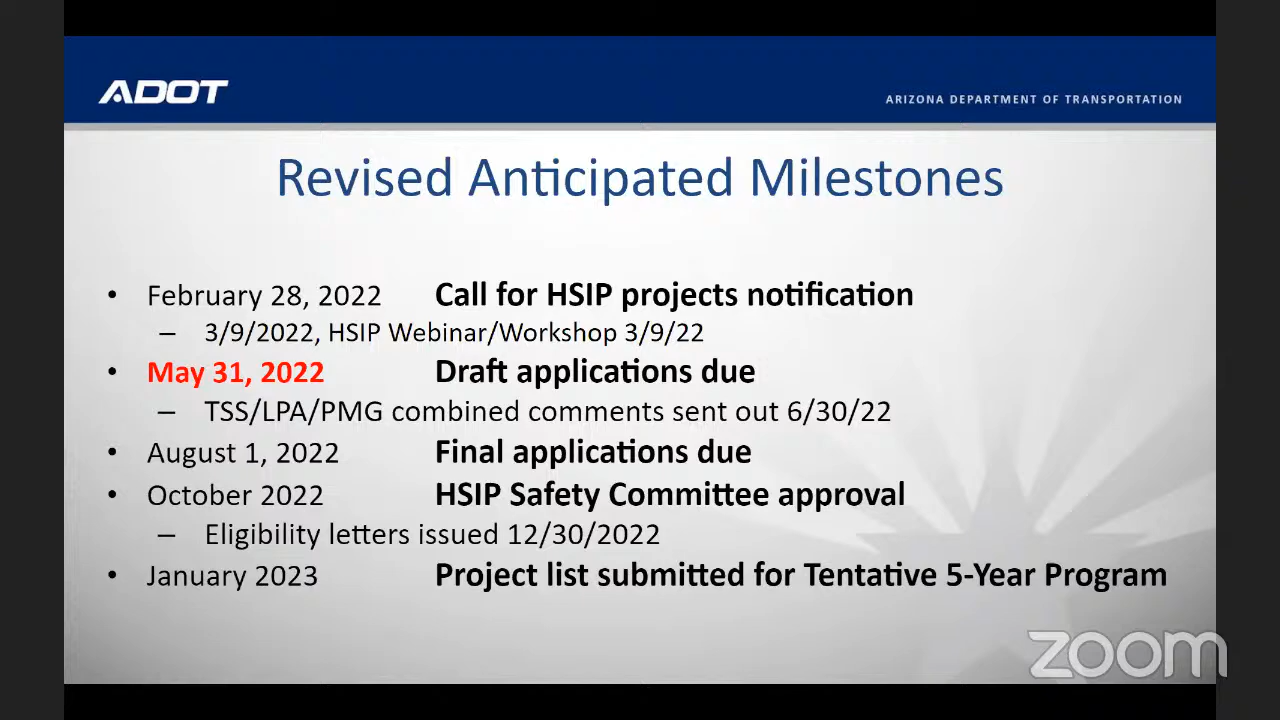 ADOT
ARIZONA DEPARTMENT OF TRANSPORTATION
Revised Anticipated Milestones
• February 28, 2022 Call for HSIP projects notification
– 3/9/2022, HSIP Webinar/Workshop 3/9/22
• May 31, 2022 Draft applications due
– TSS/LPA/PMG combined comments sent out 6/30/22
• August 1, 2022 Final applications due
• October 2022 HSIP Safety Committee approval
– Eligibility letters issued 12/30/2022
• January 2023 Project list submitted for Tentative 5-Year Program
zoom